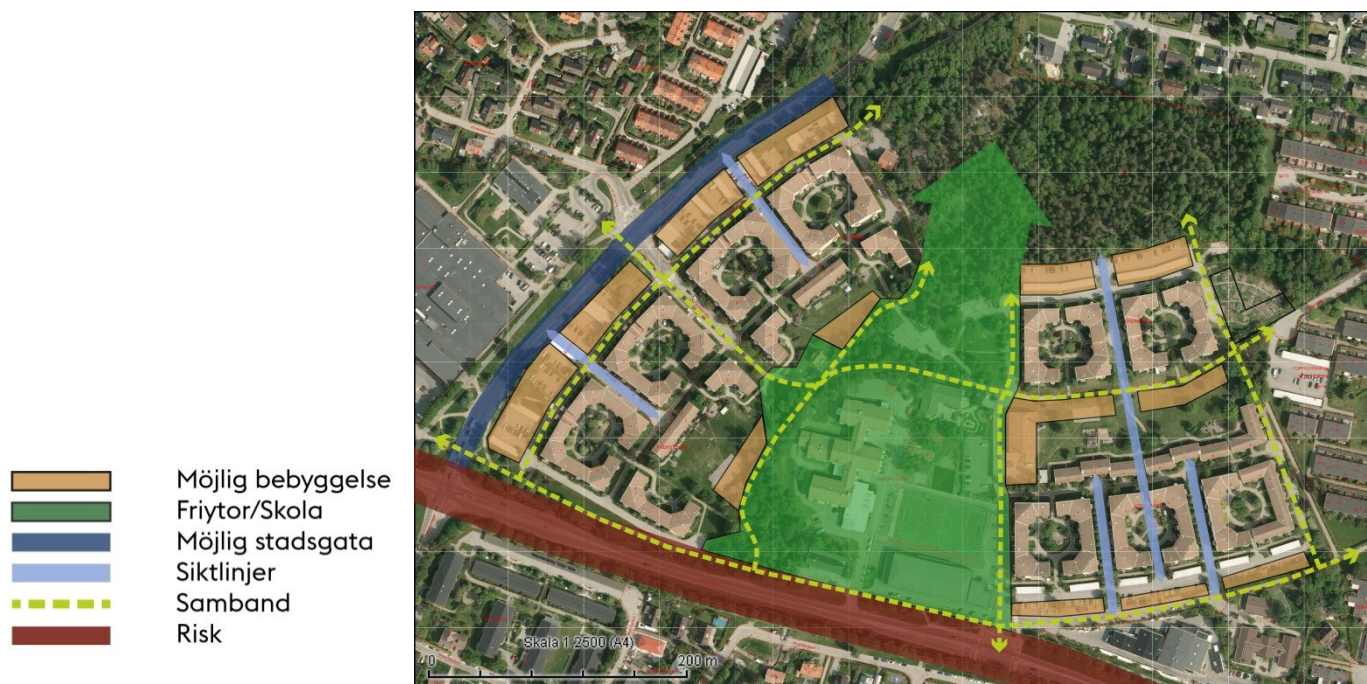 Möjlig bebyggelse
Friytor/Skola
Möjlig stadsgata
Siktlinjer
Samband
Risk
Skala 1:2500 (A4)
0 200 m